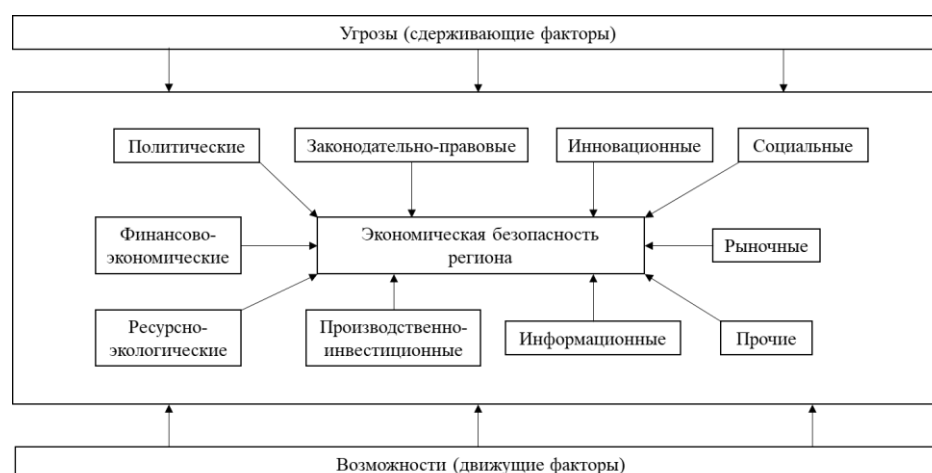 Угрозы (сдерживающие факторы)
Политические
Законодательно-правовые
Инновационные
Социальные
Финансово-
экономические
Экономическая безопасность
региона
Рыночные
Ресурсно-
экологические
Производственно-
инвестиционные
Информационные
Прочие
Возможности (движущие факторы)